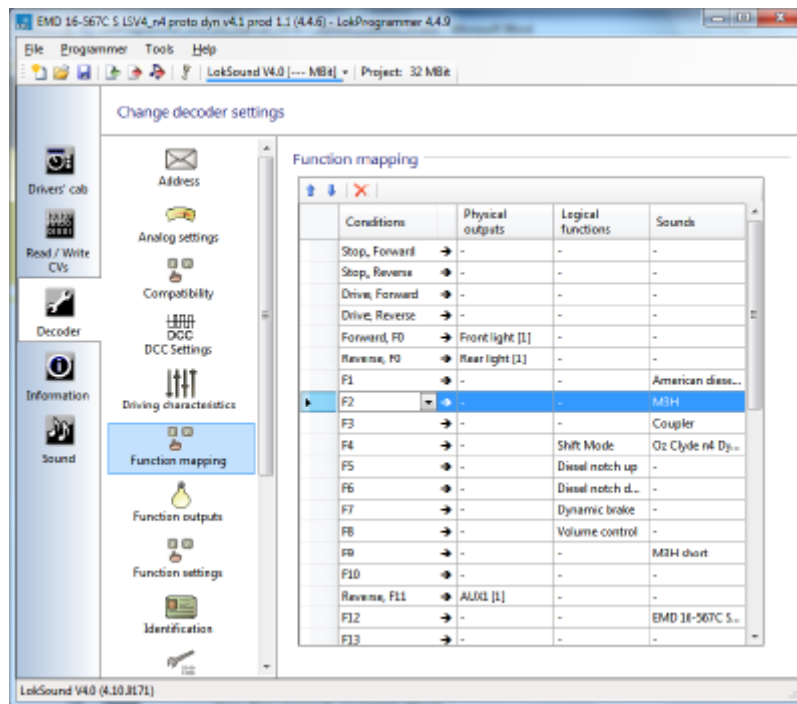 EMD 16-567C S LSV4_n4 proto dyn v4.1 prod 1.1 (4.4.6) - LokProgrammer 4.4.9
File Programmer Tools Help
LokSound V4.0 [--- MBit] Project: 32 MBit
Change decoder settings
Drivers' cab
Read / Write
CVs
Decoder
Information
Sound
Address
Analog settings
Compatibility
DCC
DCC Settings
Driving characteristics
Function mapping
Function outputs
Function settings
Identification
Function mapping
Conditions Physical outputs Logical functions Sounds
Stop, Forward - - -
Stop, Reverse - - -
Drive, Forward - - -
Drive, Reverse - - -
Forward, F0 Front light [1] - -
Reverse, F0 Rear light [1] - -
F1 - - American diese...
F2 - - M3H
F3 - - Coupler
F4 - Shift Mode Oz Clyde n4 Dy...
F5 - Diesel notch up -
F6 - Diesel notch d... -
F7 - Dynamic brake -
F8 - Volume control -
F9 - - M3H short
F10 - - -
Reverse, F11 AUX1 [1] - -
F12 - - EMD 16-567C S...
F13 - - -
LokSound V4.0 (4.10.8171)